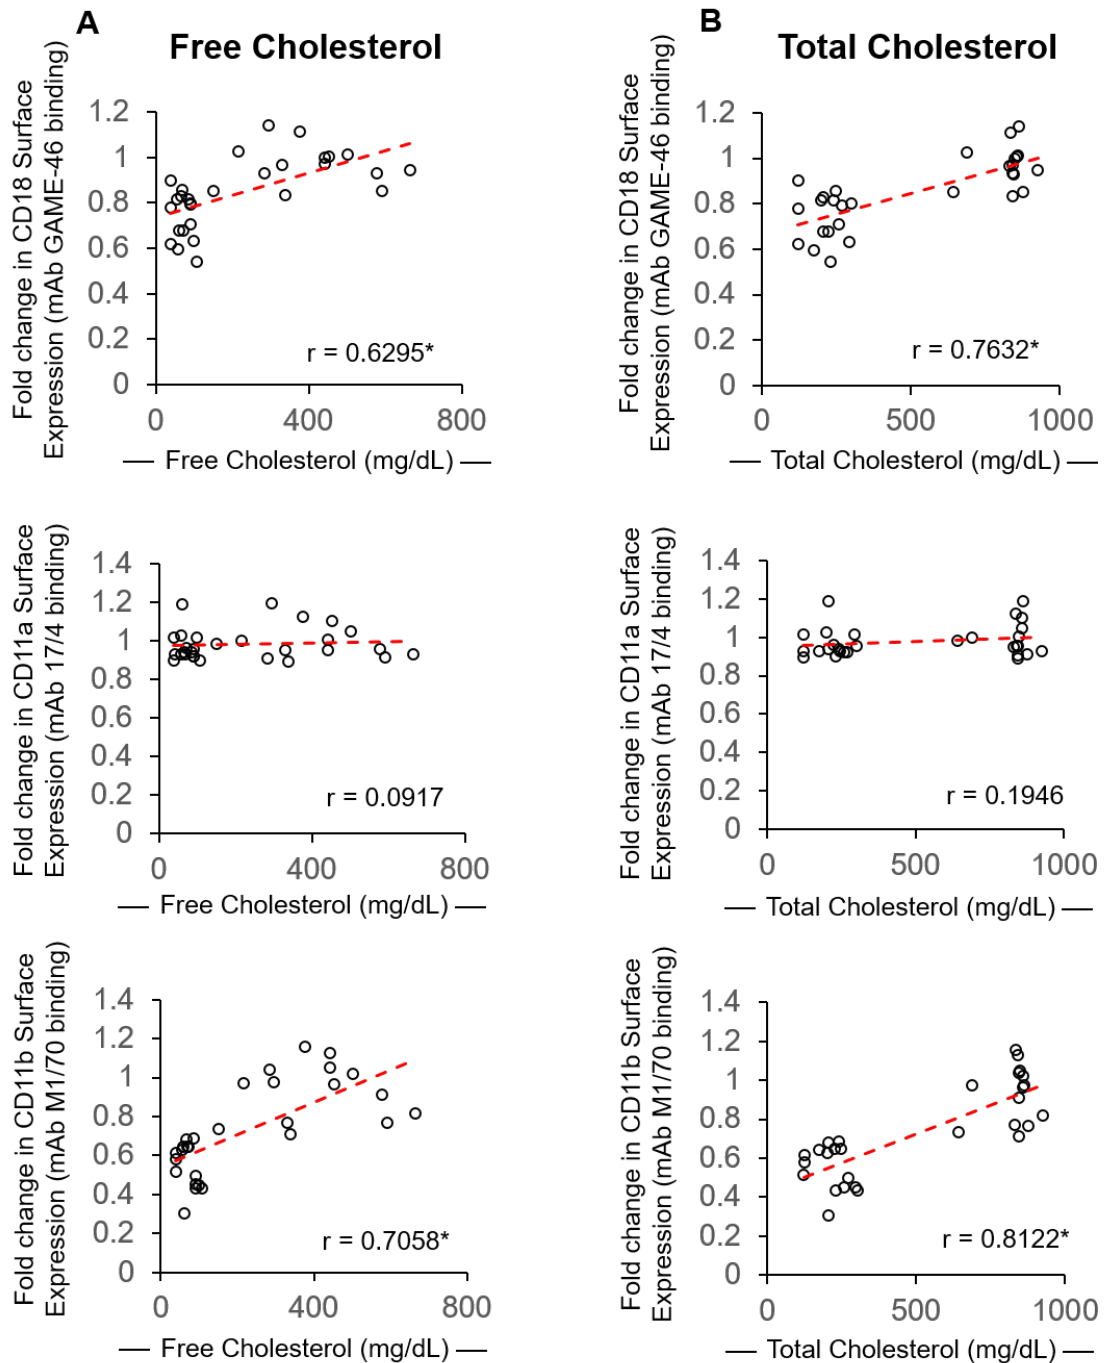 A
Free Cholesterol
Fold change in CD18 Surface
Expression (mAb GAME-46 binding)
1.2
1
0.8
0.6
0.4
0.2
0
r = 0.6295*
0
400
800
Free Cholesterol (mg/dL)
B
Total Cholesterol
Fold change in CD18 Surface
Expression (mAb GAME-46 binding)
1.2
1
0.8
0.6
0.4
0.2
0
r = 0.7632*
0
500
1000
Total Cholesterol (mg/dL)
Fold change in CD11a Surface
Expression (mAb 17/4 binding)
1.4
1.2
1
0.8
0.6
0.4
0.2
0
r = 0.0917
0
400
800
Free Cholesterol (mg/dL)
Fold change in CD11a Surface
Expression (mAb 17/4 binding)
1.4
1.2
1
0.8
0.6
0.4
0.2
0
r = 0.1946
0
500
1000
Total Cholesterol (mg/dL)
Fold change in CD11b Surface
Expression (mAb M1/70 binding)
1.4
1.2
1
0.8
0.6
0.4
0.2
0
r = 0.7058*
0
400
800
Free Cholesterol (mg/dL)
Fold change in CD11b Surface
Expression (mAb M1/70 binding)
1.4
1.2
1
0.8
0.6
0.4
0.2
0
r = 0.8122*
0
500
1000
Total Cholesterol (mg/dL)